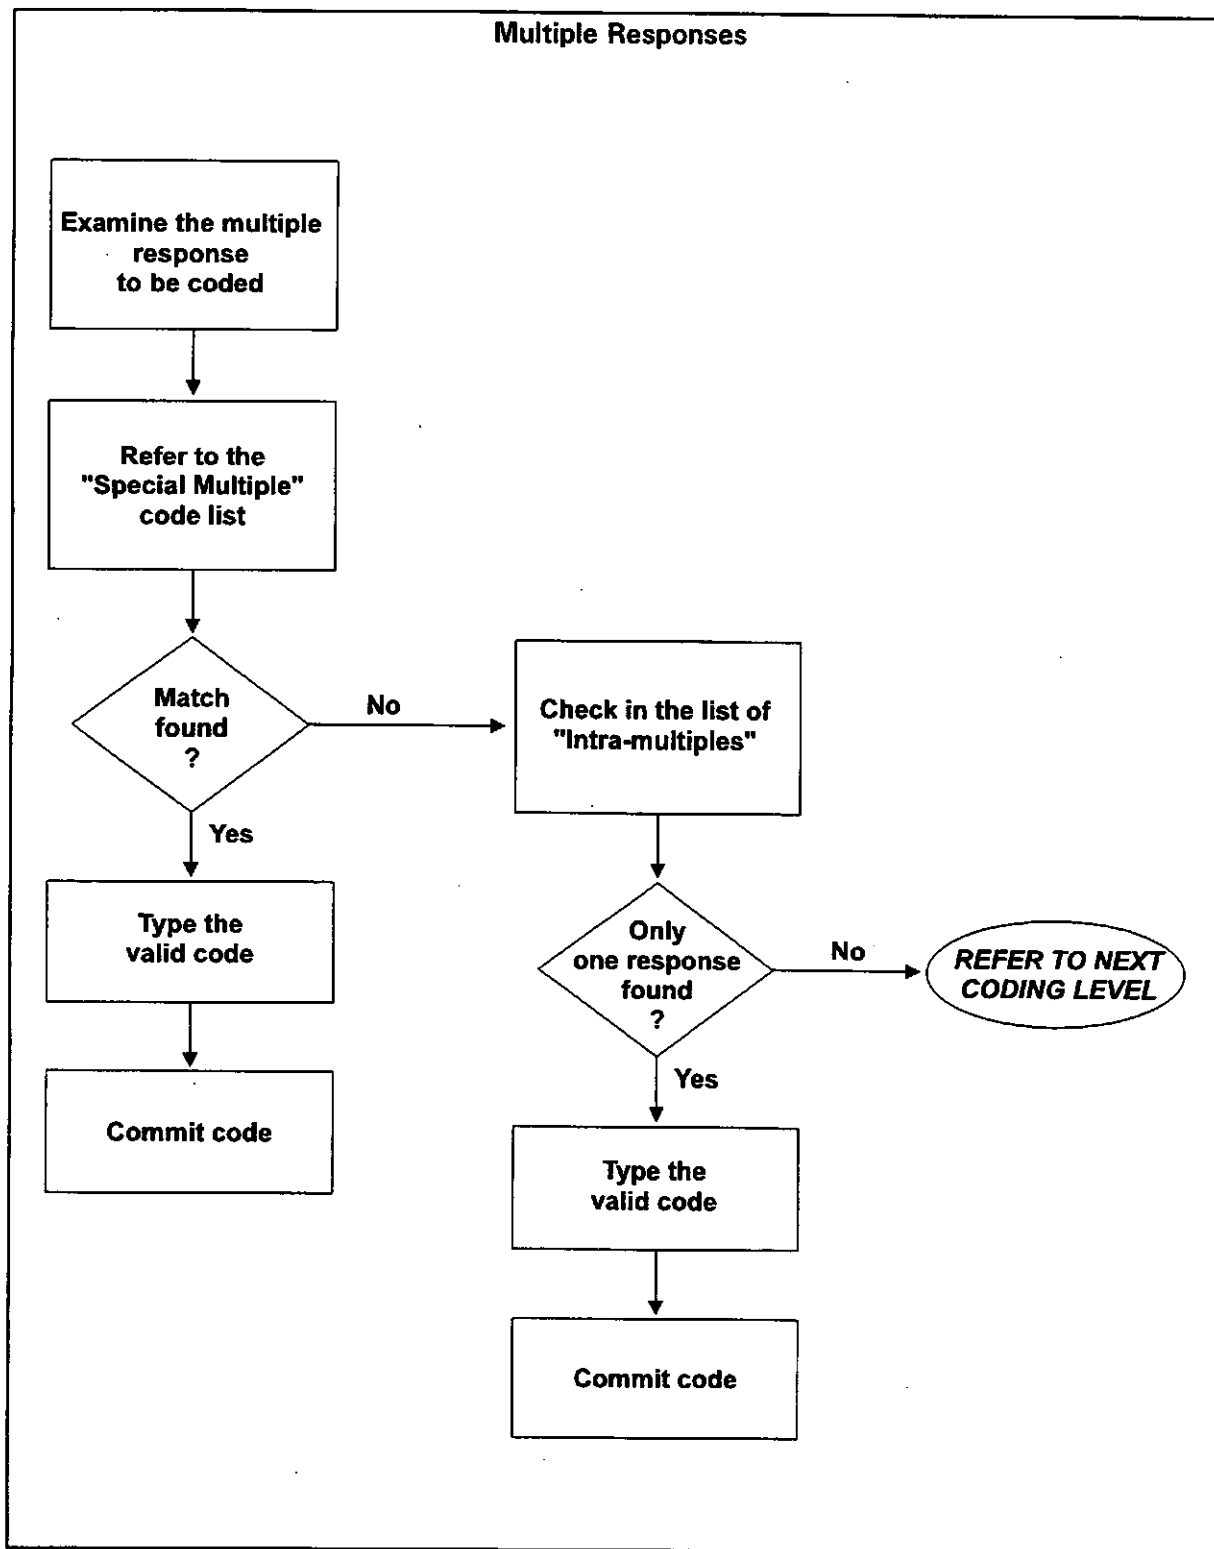 Multiple Responses
Examine the multiple
response
to be coded
Refer to the
"Special Multiple"
code list
Match
found
?
No
Yes
Type the
valid code
Commit code
Check in the list of
"Intra-multiples"
Only
one response
found
?
No
REFER TO NEXT
CODING LEVEL
Yes
Type the
valid code
Commit code